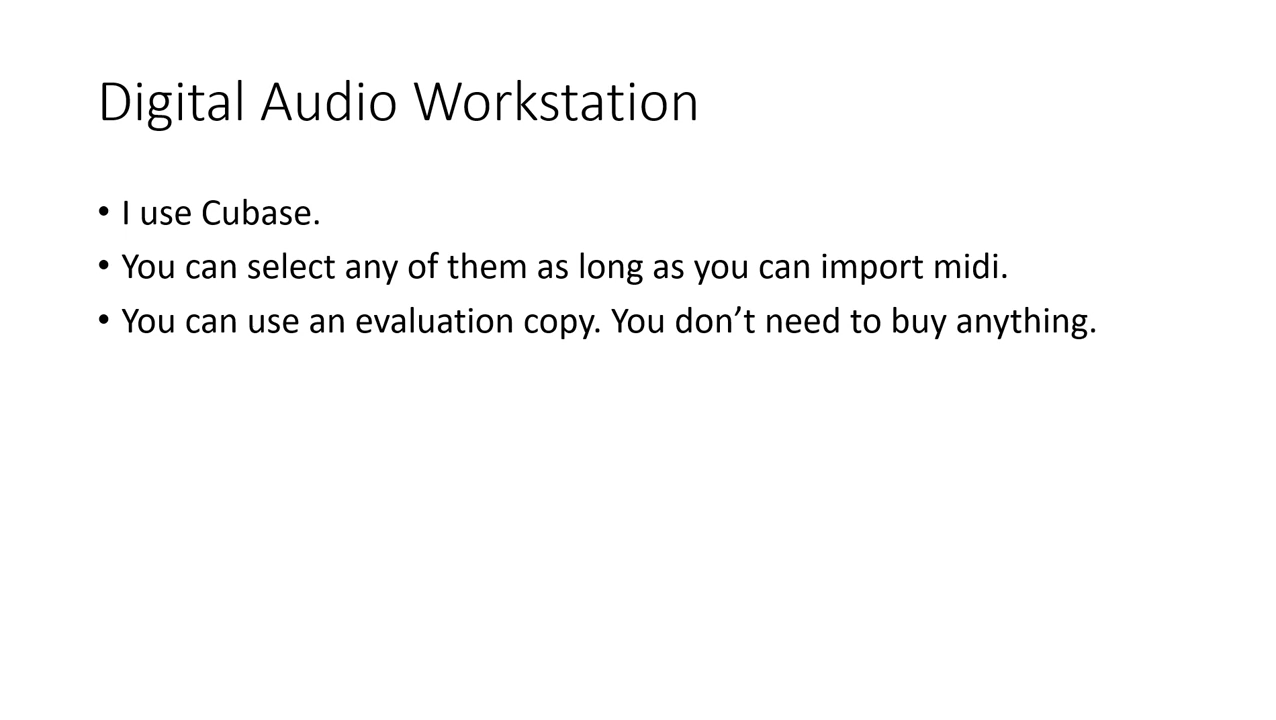 Digital Audio Workstation
• I use Cubase.
• You can select any of them as long as you can import midi.
• You can use an evaluation copy. You don’t need to buy anything.